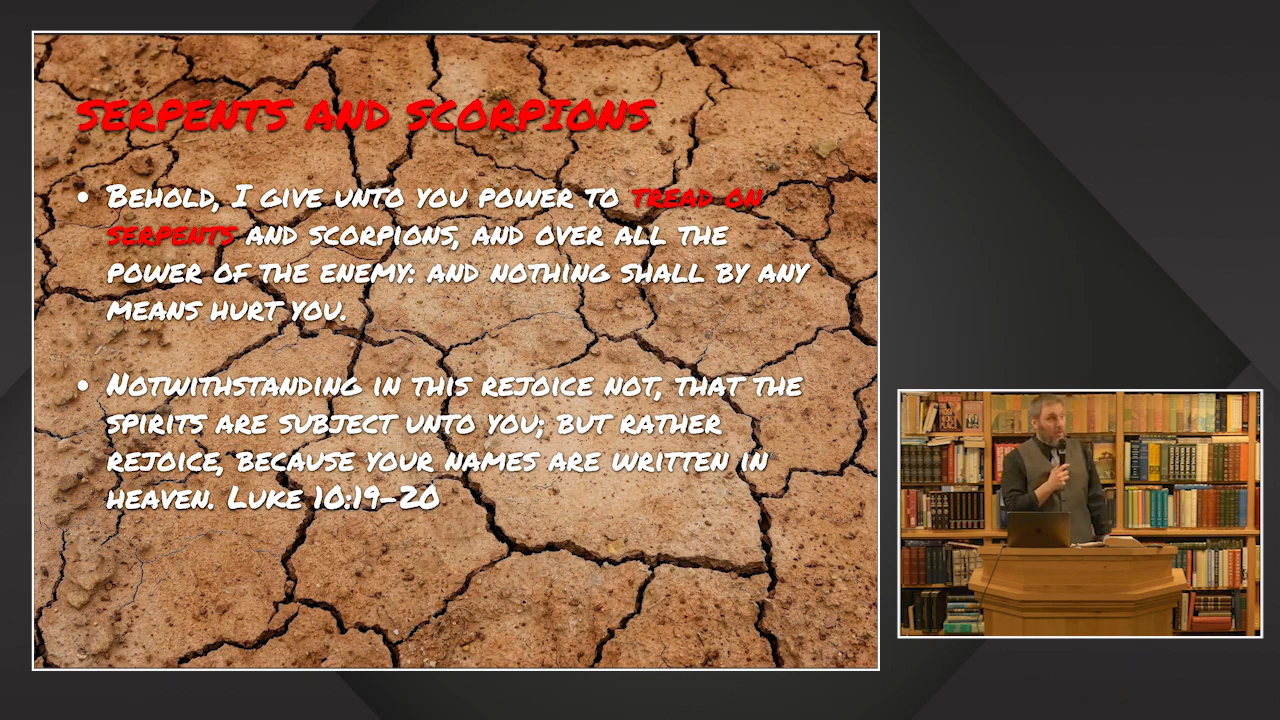 SERPENTS AND SCORPIONS
• BEHOLD, I GIVE UNTO YOU POWER TO TREAD ON
SERPENTS AND SCORPIONS, AND OVER ALL THE
POWER OF THE ENEMY: AND NOTHING SHALL BY ANY
MEANS HURT YOU.
• NOTWITHSTANDING IN THIS REJOICE NOT, THAT THE
SPIRITS ARE SUBJECT UNTO YOU; BUT RATHER
REJOICE, BECAUSE YOUR NAMES ARE WRITTEN IN
HEAVEN. LUKE 10:19-20